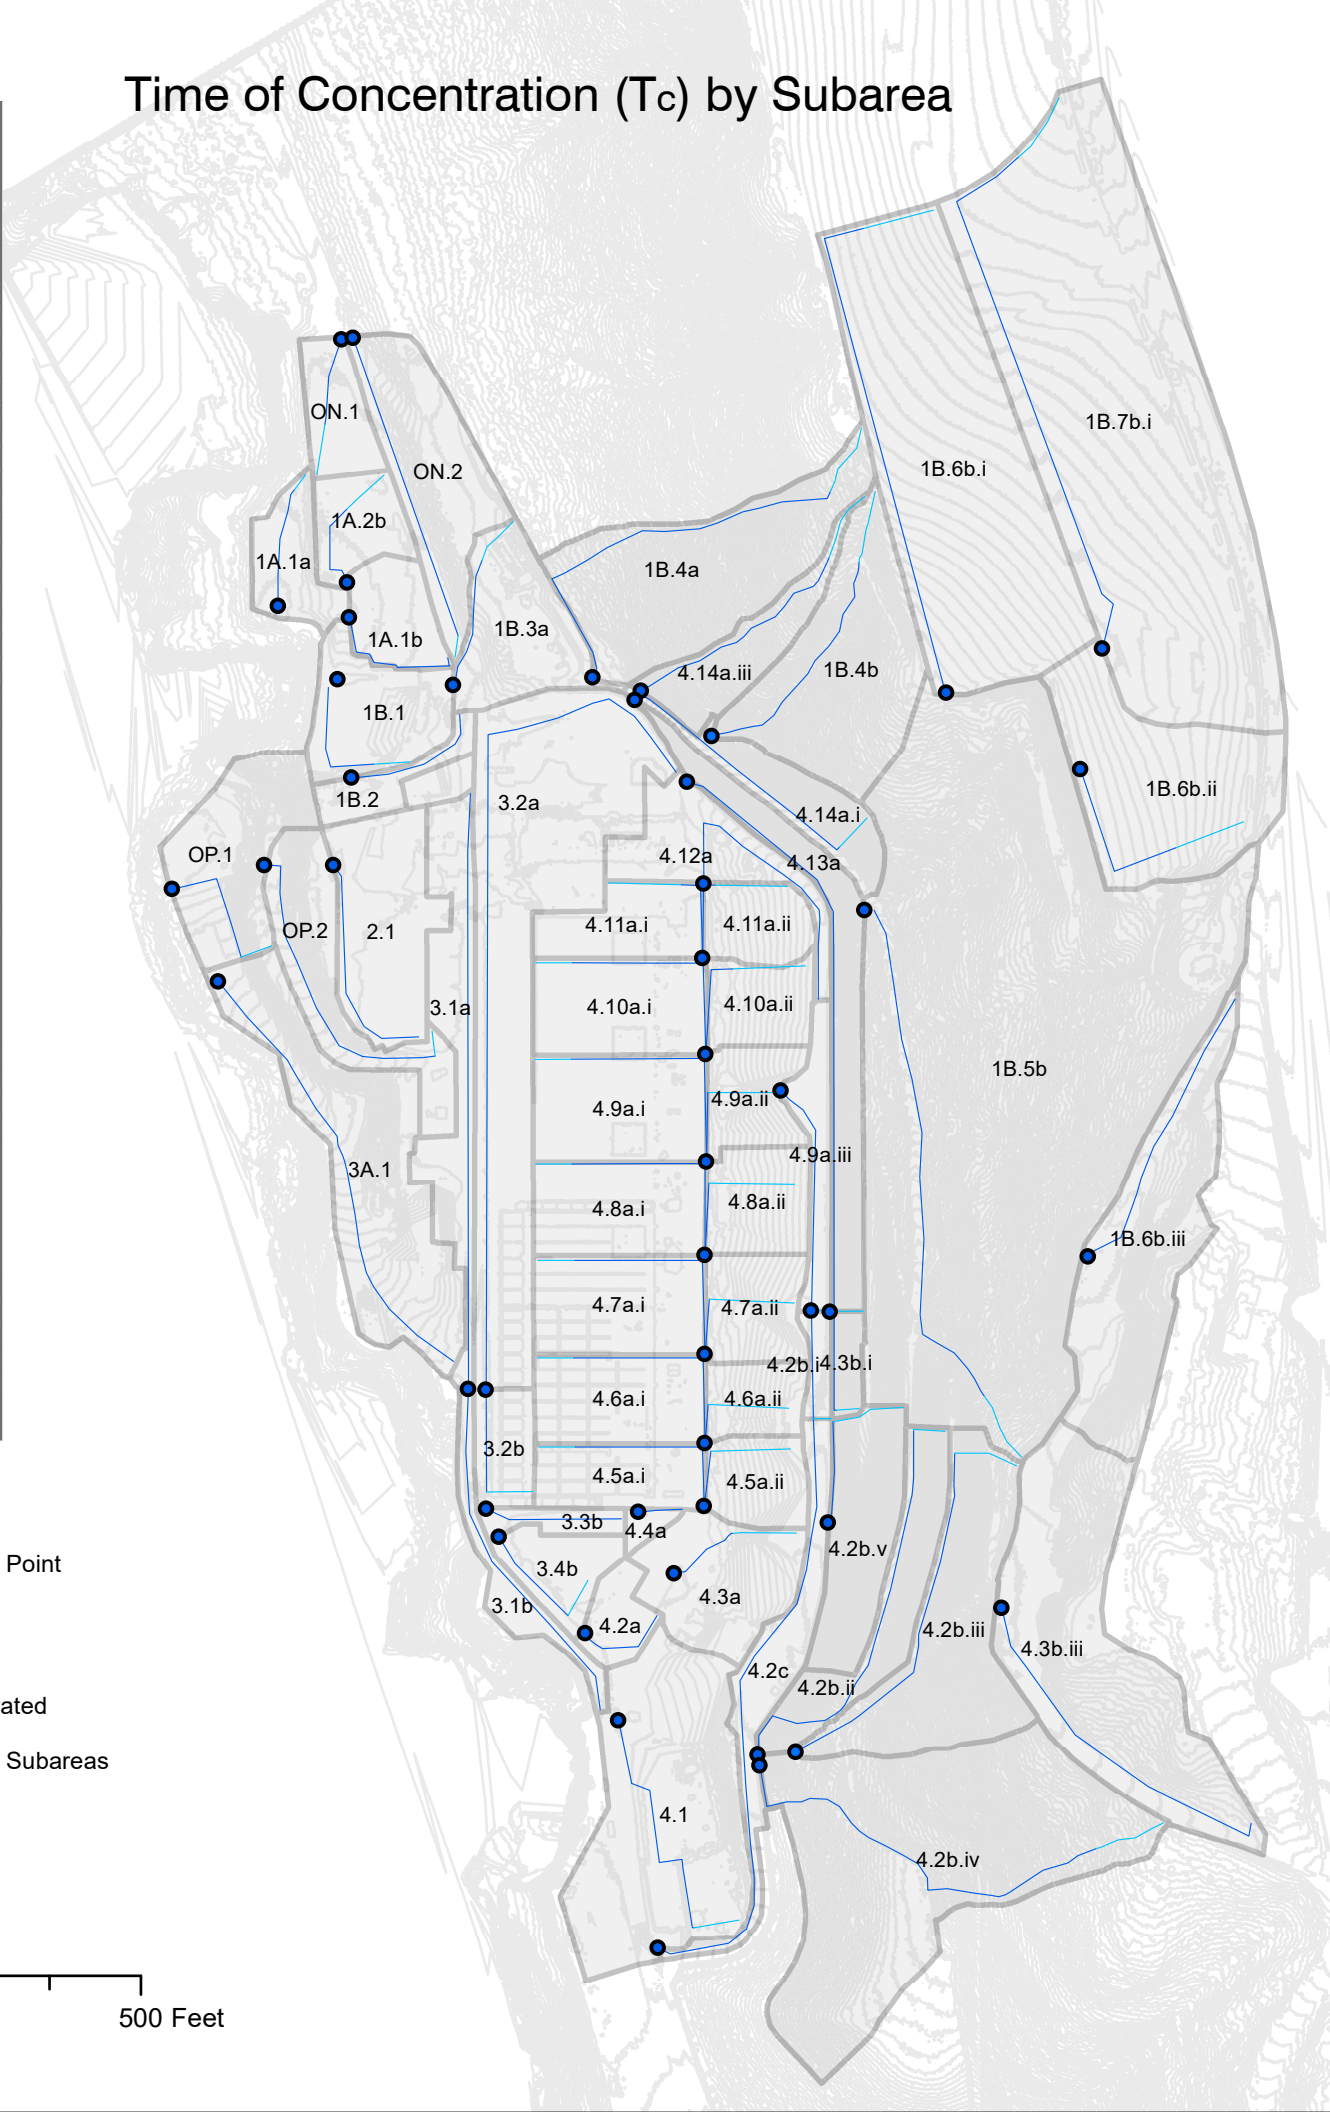 Time of Concentration (Tc) by Subarea
1B.7b.i
ON.1
1B.6b.i
ON.2
1A.2b
1A.1a
1B.4a
1B.3a
1A.1b
4.14a.iii
1B.4b
1B.1
1B.6b.ii
1B.2
3.2a
4.14a.i
OP.1
4.12a
4.13a
OP.2
2.1
4.11a.i
4.11a.ii
3.1a
4.10a.i
4.10a.ii
1B.5b
4.9a.i
4.9a.ii
4.9a.iii
3A.1
4.8a.i
4.8a.ii
1B.6b.iii
4.7a.i
4.7a.ii
4.2b.i
4.3b.i
4.6a.i
4.6a.ii
3.2b
4.5a.i
4.5a.ii
3.3b
4.4a
4.2b.v
Point
3.4b
4.3a
3.1b
4.2a
4.2b.iii
4.3b.iii
4.2c
4.2b.ii
ated
Subareas
4.1
4.2b.iv
500 Feet